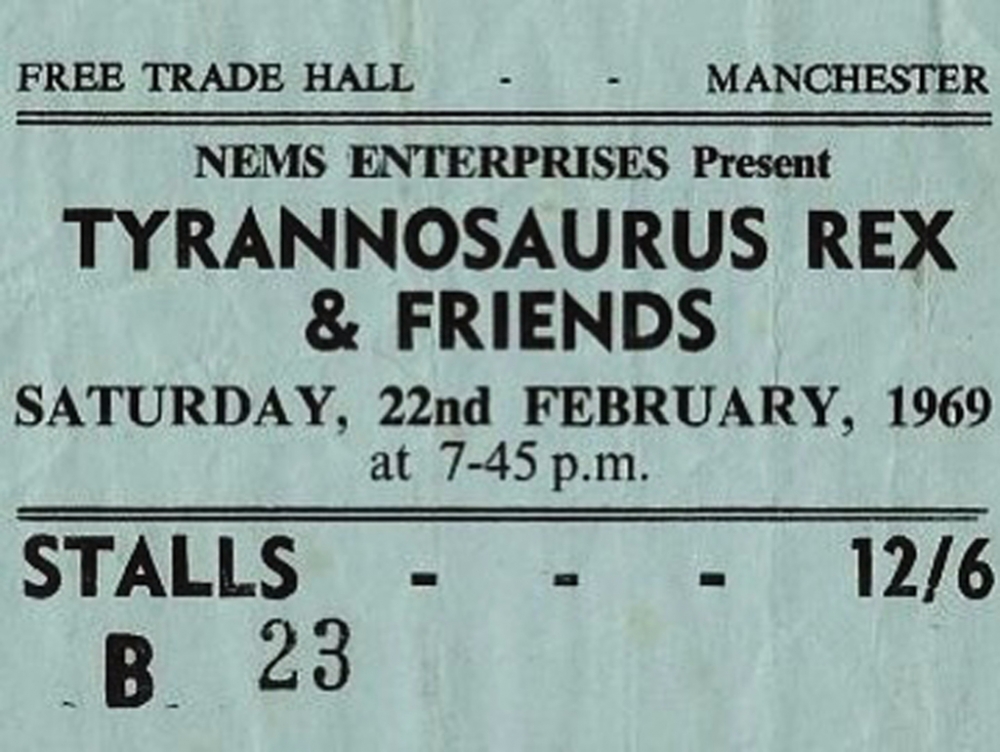 FREE TRADE HALL - - MANCHESTER
NEMS ENTERPRISES Present
TYRANNOSAURUS REX
& FRIENDS
SATURDAY, 22nd FEBRUARY, 1969
at 7-45 p.m.
STALLS - - - 12/6
B 23